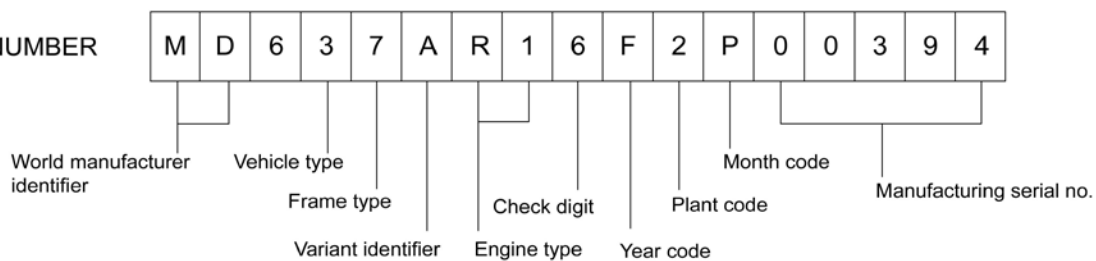 NUMBER M D 6 3 7 A R 1 6 F 2 P 0 0 3 9 4
World manufacturer
identifier
Vehicle type
Month code
Manufacturing serial no.
Frame type
Check digit
Plant code
Variant identifier
Engine type
Year code